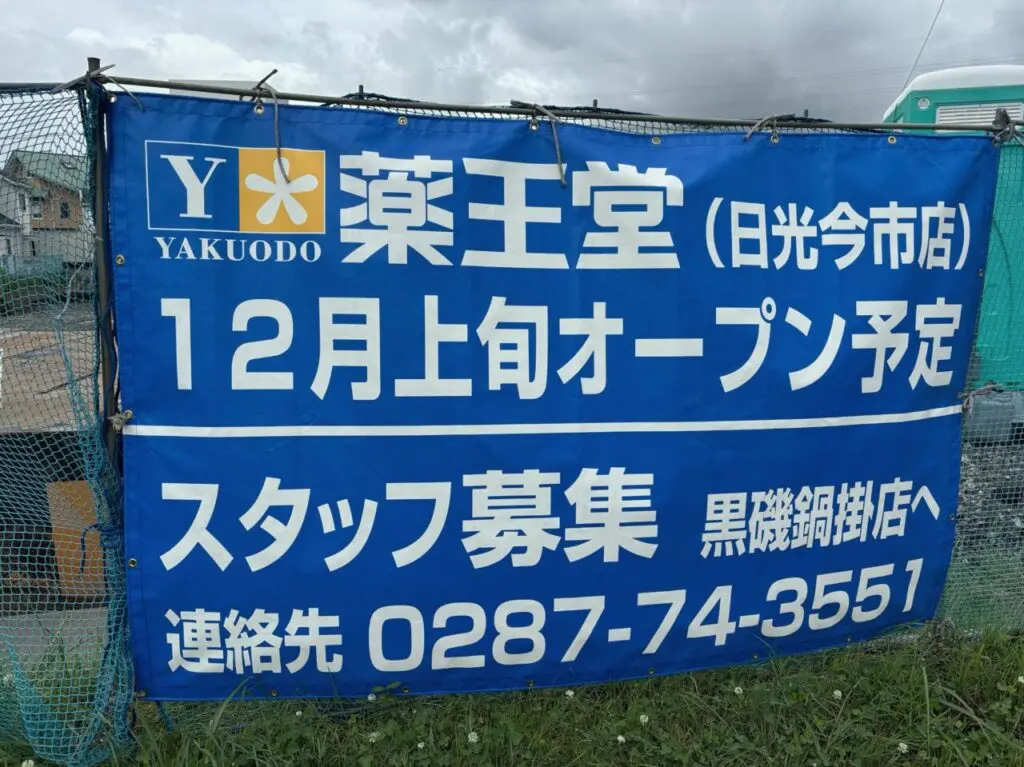 Y
YAKUODO
薬王堂(日光今市店)
12月上旬オープン予定
スタッフ募集 黒磯鍋掛店へ
連絡先 0287-74-3551